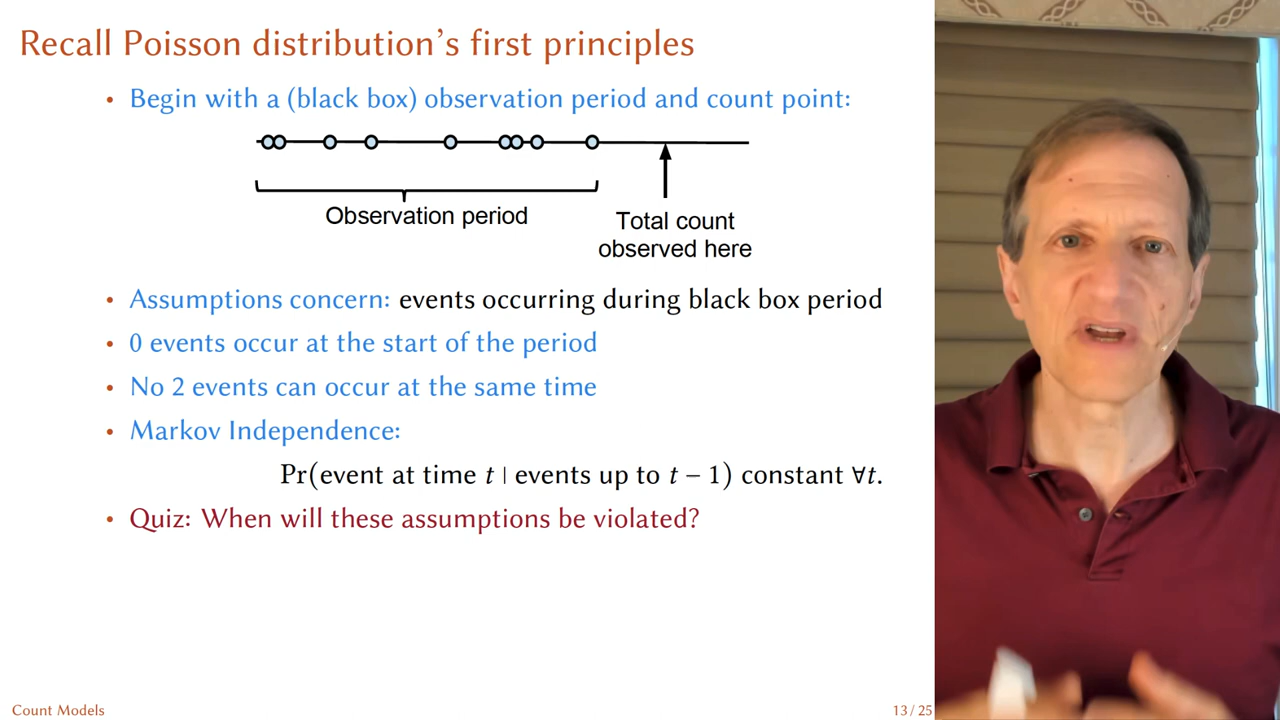 Recall Poisson distribution's first principles
• Begin with a (black box) observation period and count point:
Observation period
Total count
observed here
• Assumptions concern: events occurring during black box period
• 0 events occur at the start of the period
• No 2 events can occur at the same time
• Markov Independence:
Pr(event at time t | events up to t − 1) constant ∀t.
• Quiz: When will these assumptions be violated?
Count Models
13 / 25